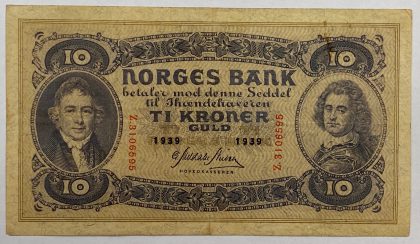 10 10
NORGES BANK
betaler mod denne Seddel
til Ihændehaveren
TI KRONER
GULD
1939 1939
HOVEDKASSERER.
Z.3106595
Z.3106595
10 10